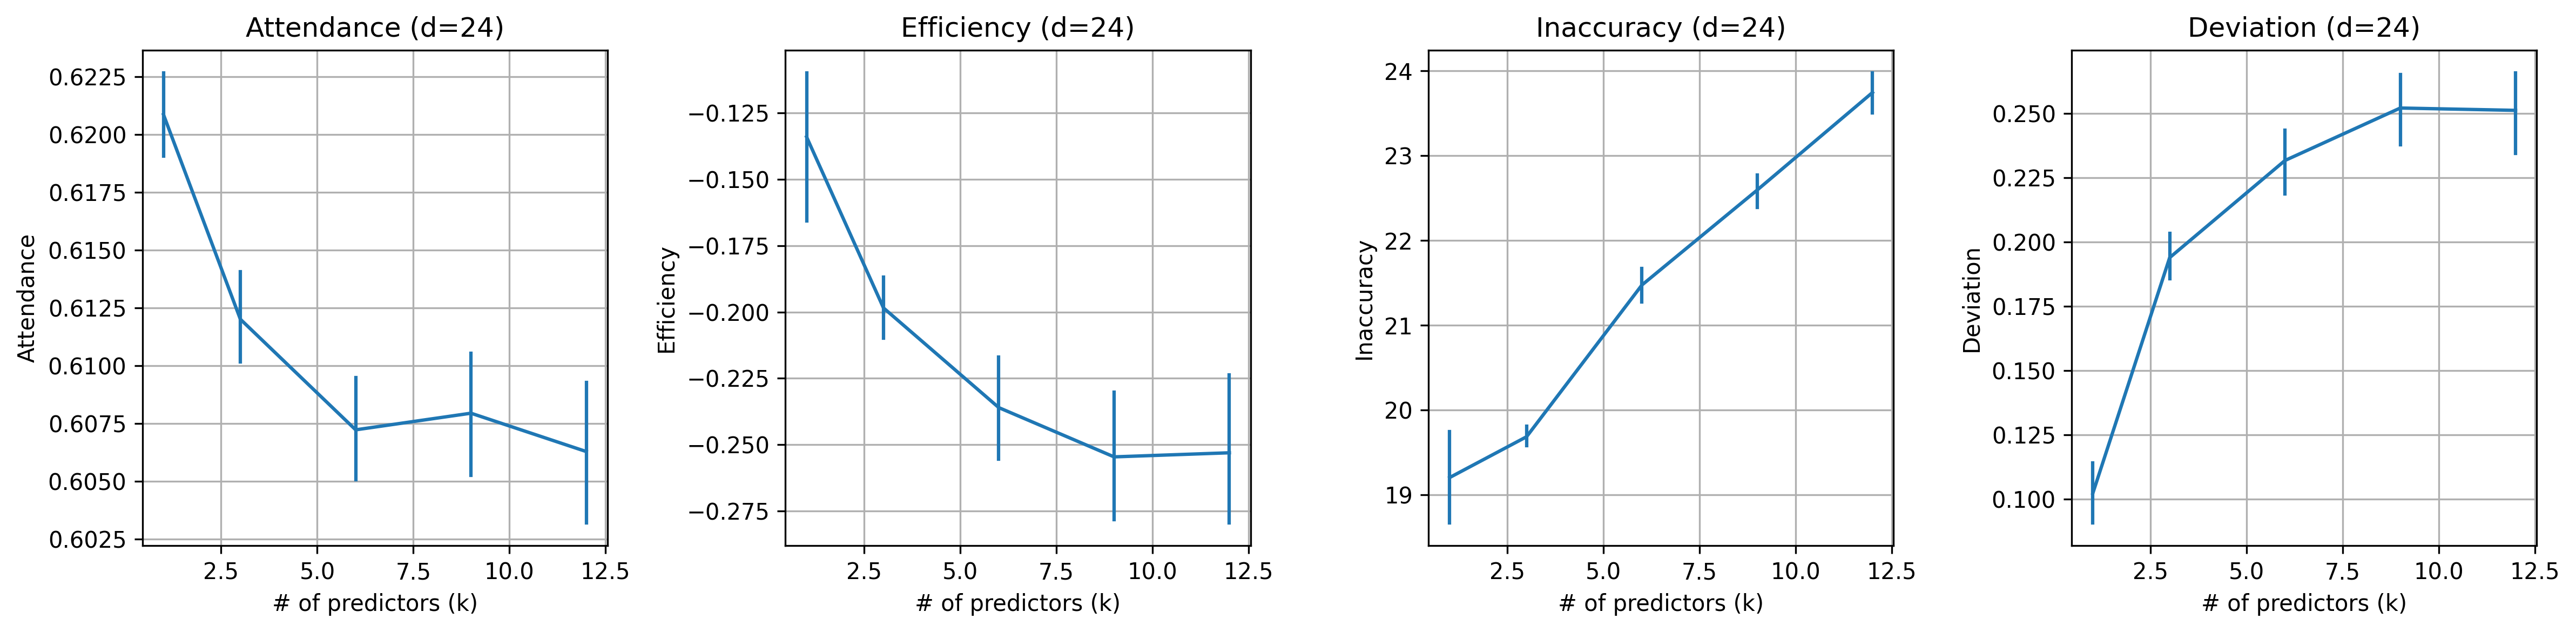 Attendance (d=24)
Attendance
0.6225
0.6200
0.6175
0.6150
0.6125
0.6100
0.6075
0.6050
0.6025
2.5 5.0 7.5 10.0 12.5
# of predictors (k)
Efficiency (d=24)
Efficiency
−0.125
−0.150
−0.175
−0.200
−0.225
−0.250
−0.275
2.5 5.0 7.5 10.0 12.5
# of predictors (k)
Inaccuracy (d=24)
Inaccuracy
24
23
22
21
20
19
2.5 5.0 7.5 10.0 12.5
# of predictors (k)
Deviation (d=24)
Deviation
0.250
0.225
0.200
0.175
0.150
0.125
0.100
2.5 5.0 7.5 10.0 12.5
# of predictors (k)